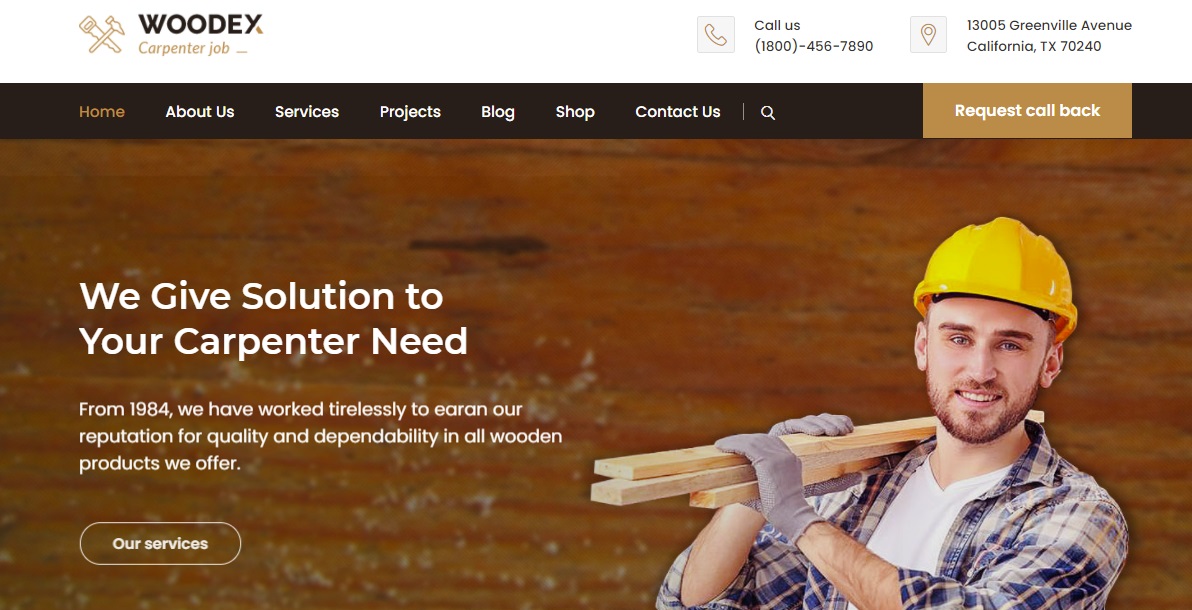 WOODEX
Carpenter job
Call us
(1800)-456-7890
13005 Greenville Avenue
California, TX 70240
Home About Us Services Projects Blog Shop Contact Us
Request call back
We Give Solution to
Your Carpenter Need
From 1984, we have worked tirelessly to earan our
reputation for quality and dependability in all wooden
products we offer.
Our services